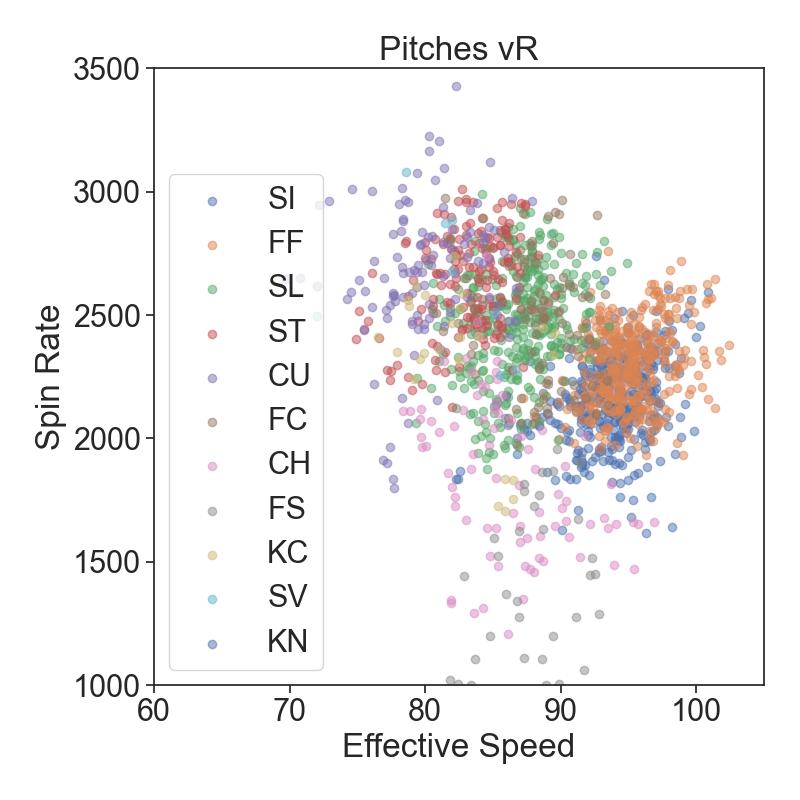 Pitches vR
3500
3000
2500
2000
1500
1000
Spin Rate
SI
FF
SL
ST
CU
FC
CH
FS
KC
SV
KN
60 70 80 90 100
Effective Speed